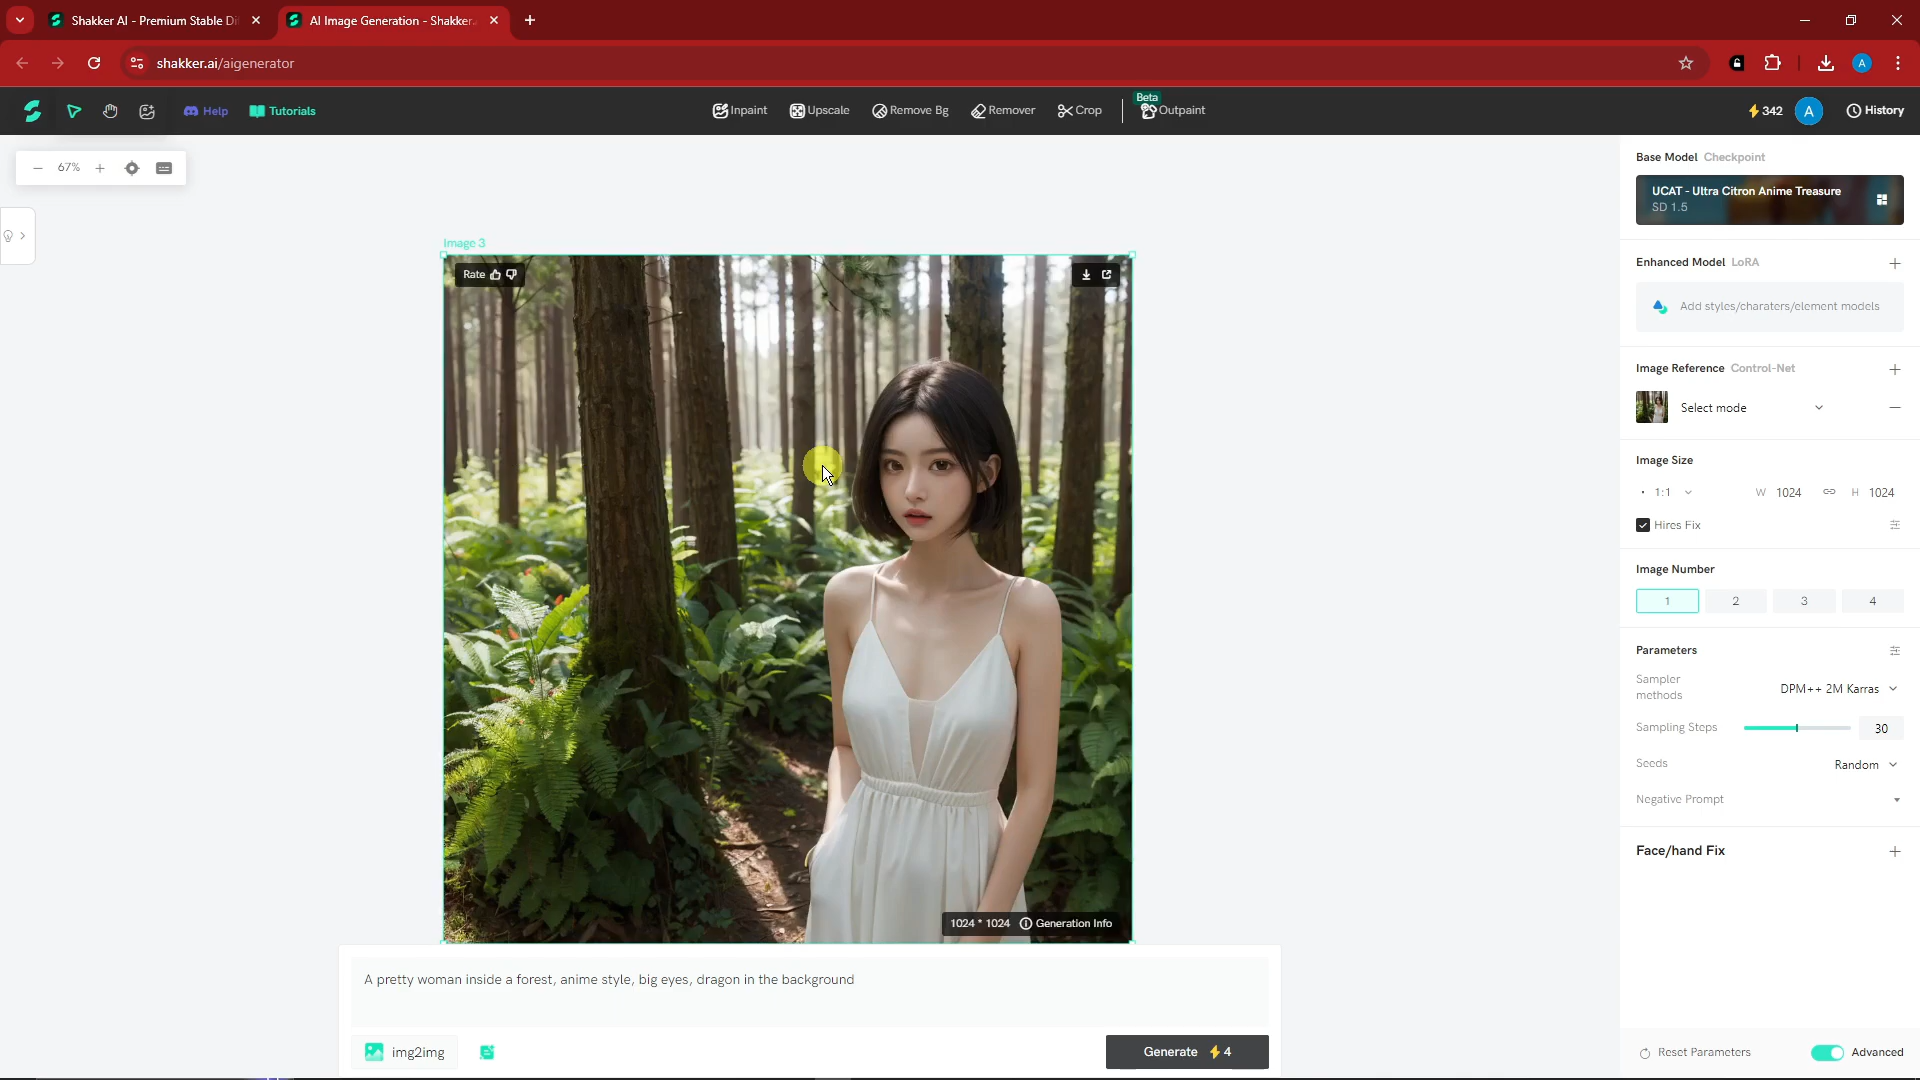 Shakker AI - Premium Stable Di
AI Image Generation - Shakker.
shakker.ai/aigenerator
A
Help
Tutorials
Inpaint
Upscale
Remove Bg
Remover
Crop
Beta
Outpaint
342
A
History
67%
Base Model Checkpoint
UCAT - Ultra Citron Anime Treasure
SD 1.5
Enhanced Model LoRA
Add styles/charaters/element models
Image Reference Control-Net
Select mode
Image Size
1:1
W 1024
H 1024
Hires Fix
Image Number
1 2 3 4
Parameters
Sampler methods
DPM++ 2M Karras
Sampling Steps
30
Seeds
Random
Negative Prompt
Face/hand Fix
Reset Parameters
Advanced
Image 3
Rate
1024 * 1024 Generation Info
A pretty woman inside a forest, anime style, big eyes, dragon in the background
img2img
Generate 4